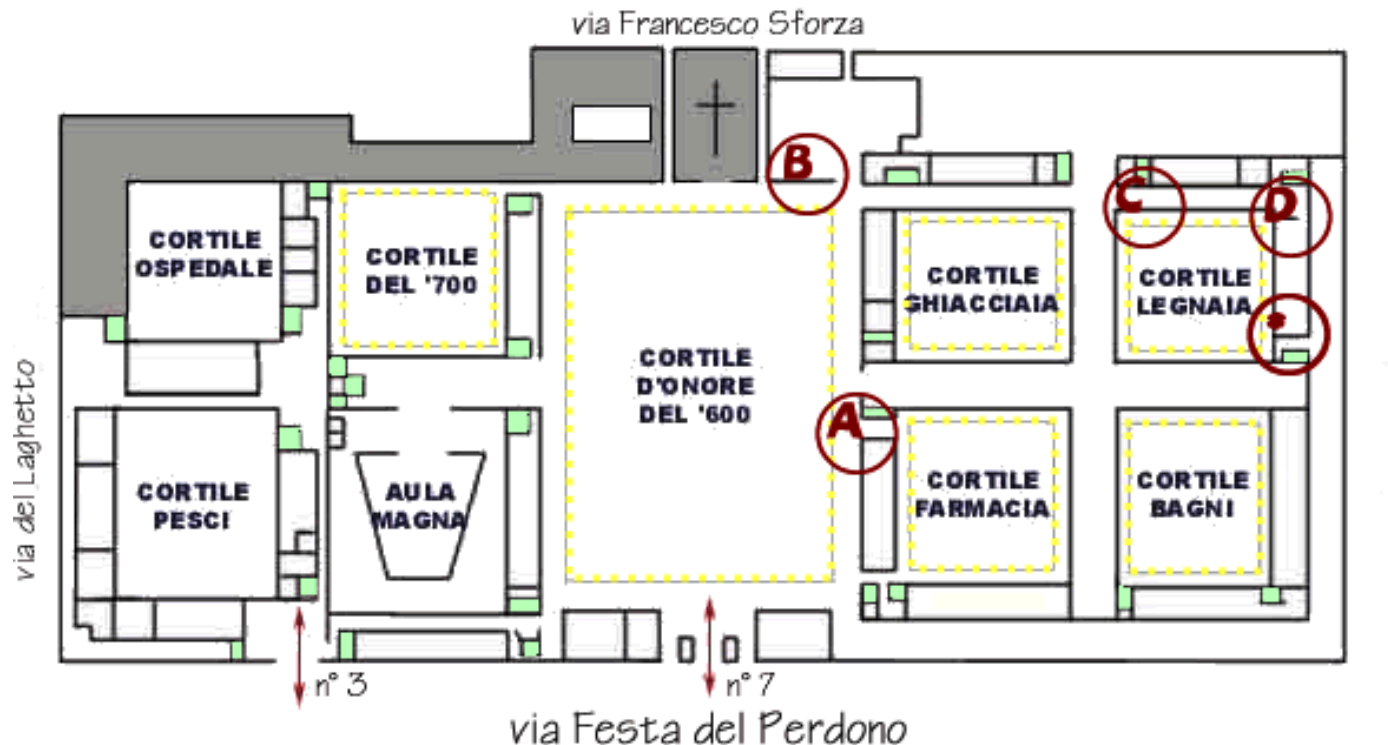 via Francesco Sforza
B
C
D
CORTILE
OSPEDALE
CORTILE
DEL '700
CORTILE
GHIACCIAIA
CORTILE
LEGNAIA
*
CORTILE
D'ONORE
DEL '600
via del Laghetto
A
CORTILE
PESCI
AULA
MAGNA
CORTILE
FARMACIA
CORTILE
BAGNI
n° 3
n° 7
via Festa del Perdono